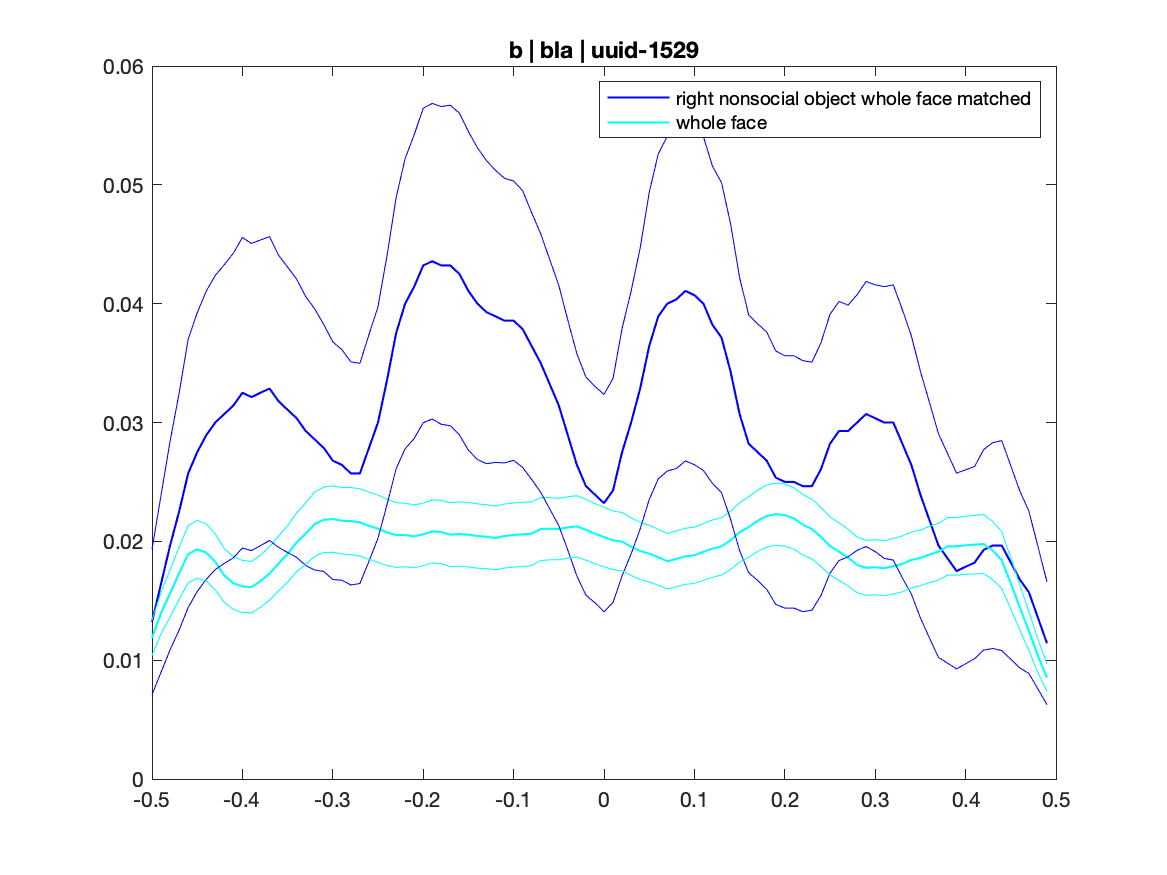 b | bla | uuid-1529
right nonsocial object whole face matched
whole face
0.06
0.05
0.04
0.03
0.02
0.01
0
-0.5 -0.4 -0.3 -0.2 -0.1 0 0.1 0.2 0.3 0.4 0.5